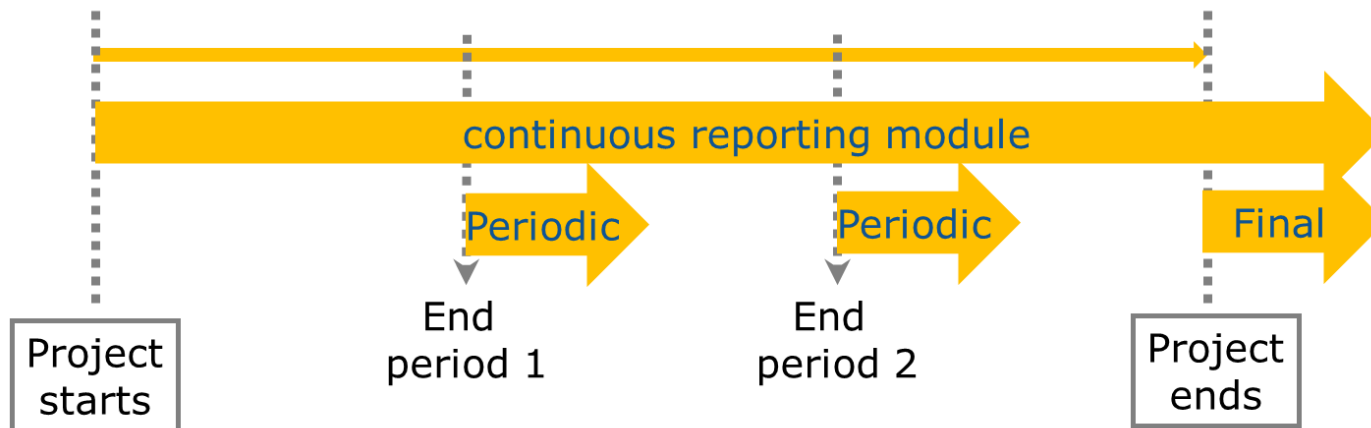 continuous reporting module
Periodic
Periodic
Final
End
period 1
End
period 2
Project
starts
Project
ends